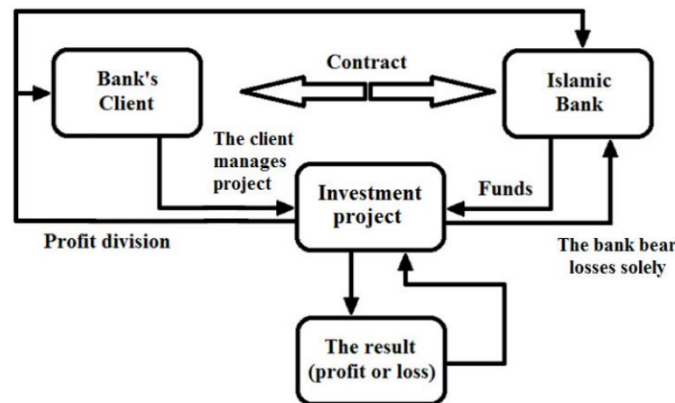 Contract
Bank's
Client
Islamic
Bank
The client
manages
project
Investment
project
Funds
Profit division
The bank bear
losses solely
The result
(profit or loss)